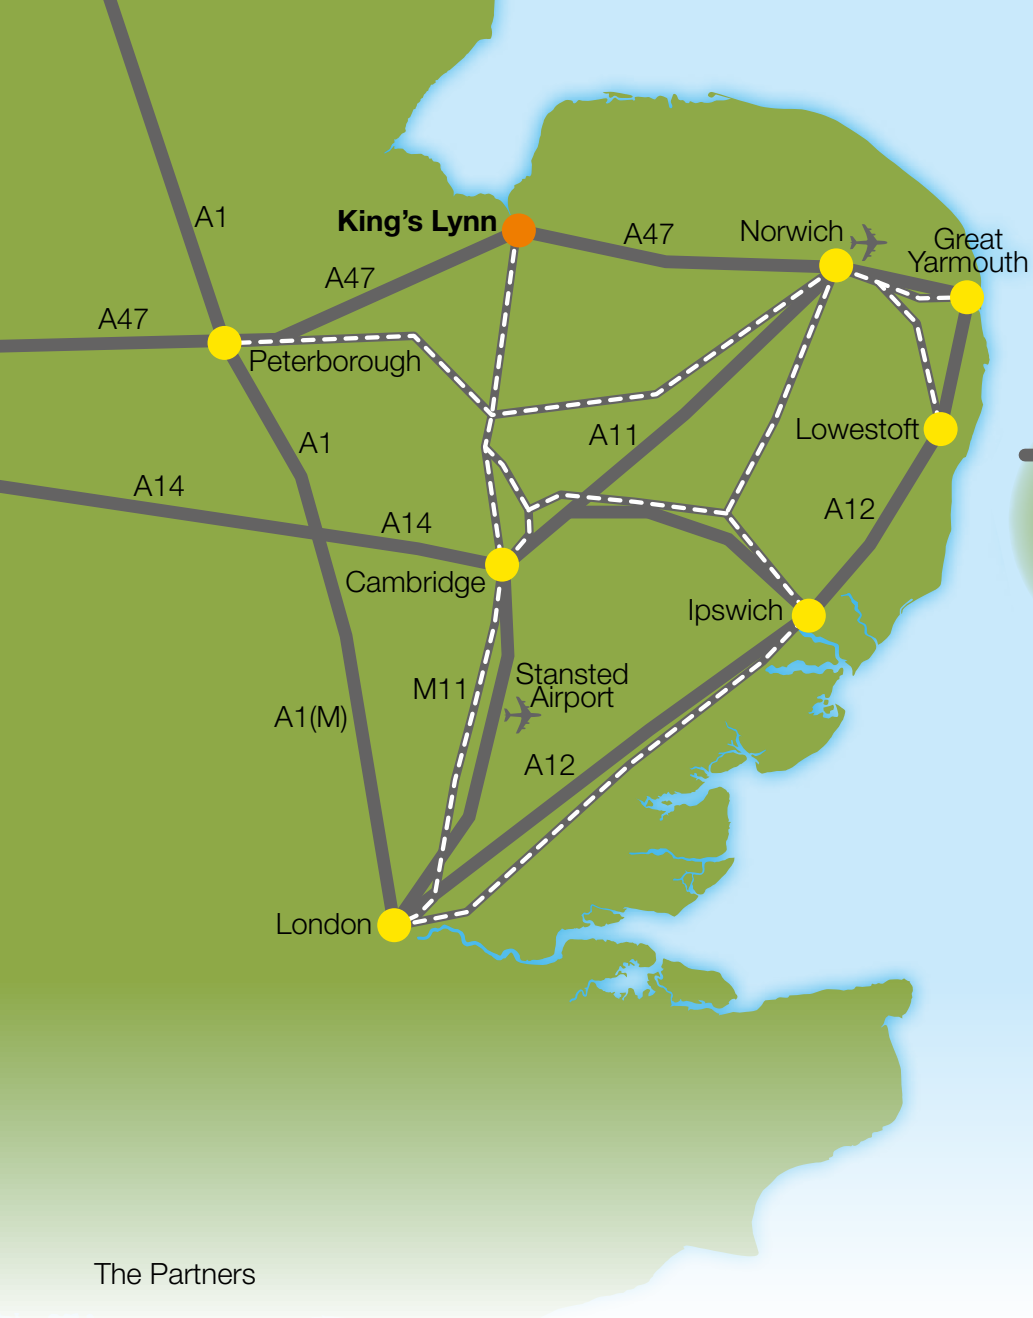 A1
King's Lynn
A47
Norwich
Great
Yarmouth
A47
A47
Peterborough
A1
A11
Lowestoft
A14
A14
A12
Cambridge
Ipswich
M11
Stansted
Airport
A1(M)
A12
London
The Partners